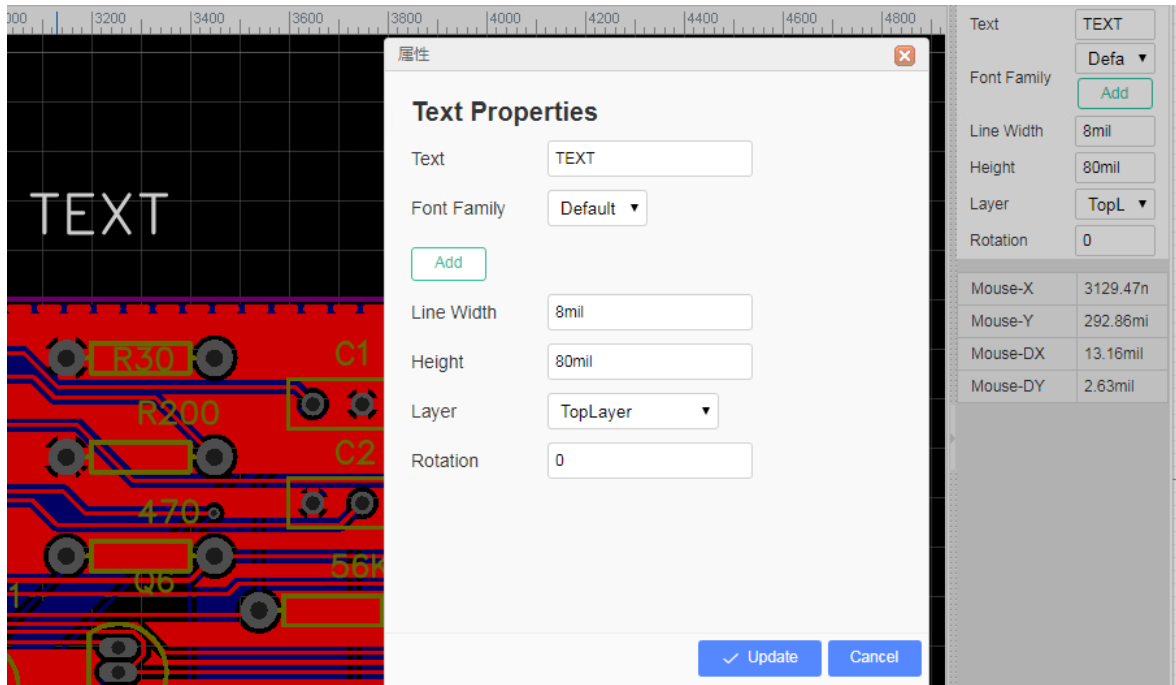 3200 3400 3600 3800 4000 4200 4400 4600 4800
属性
Text Properties
Text TEXT
Font Family Default
Add
Line Width 8mil
Height 80mil
Layer TopLayer
Rotation 0
Update Cancel
TEXT
R30
C1
R200
C2
470
Q6
1
Text TEXT
Font Family Defa
Add
Line Width 8mil
Height 80mil
Layer TopL
Rotation 0
Mouse-X 3129.47n
Mouse-Y 292.86mi
Mouse-DX 13.16mil
Mouse-DY 2.63mil